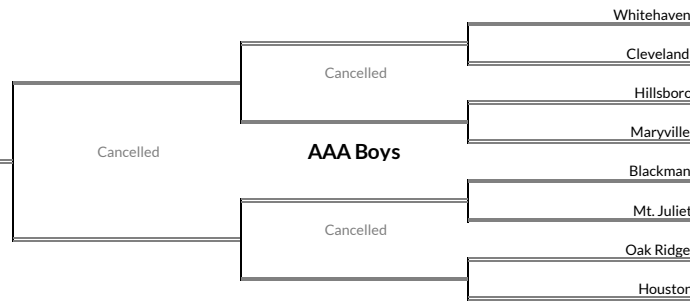 Whitehaven
Cleveland
Cancelled
Hillsboro
Maryville
Cancelled
AAA Boys
Blackman
Mt. Juliet
Cancelled
Oak Ridge
Houston